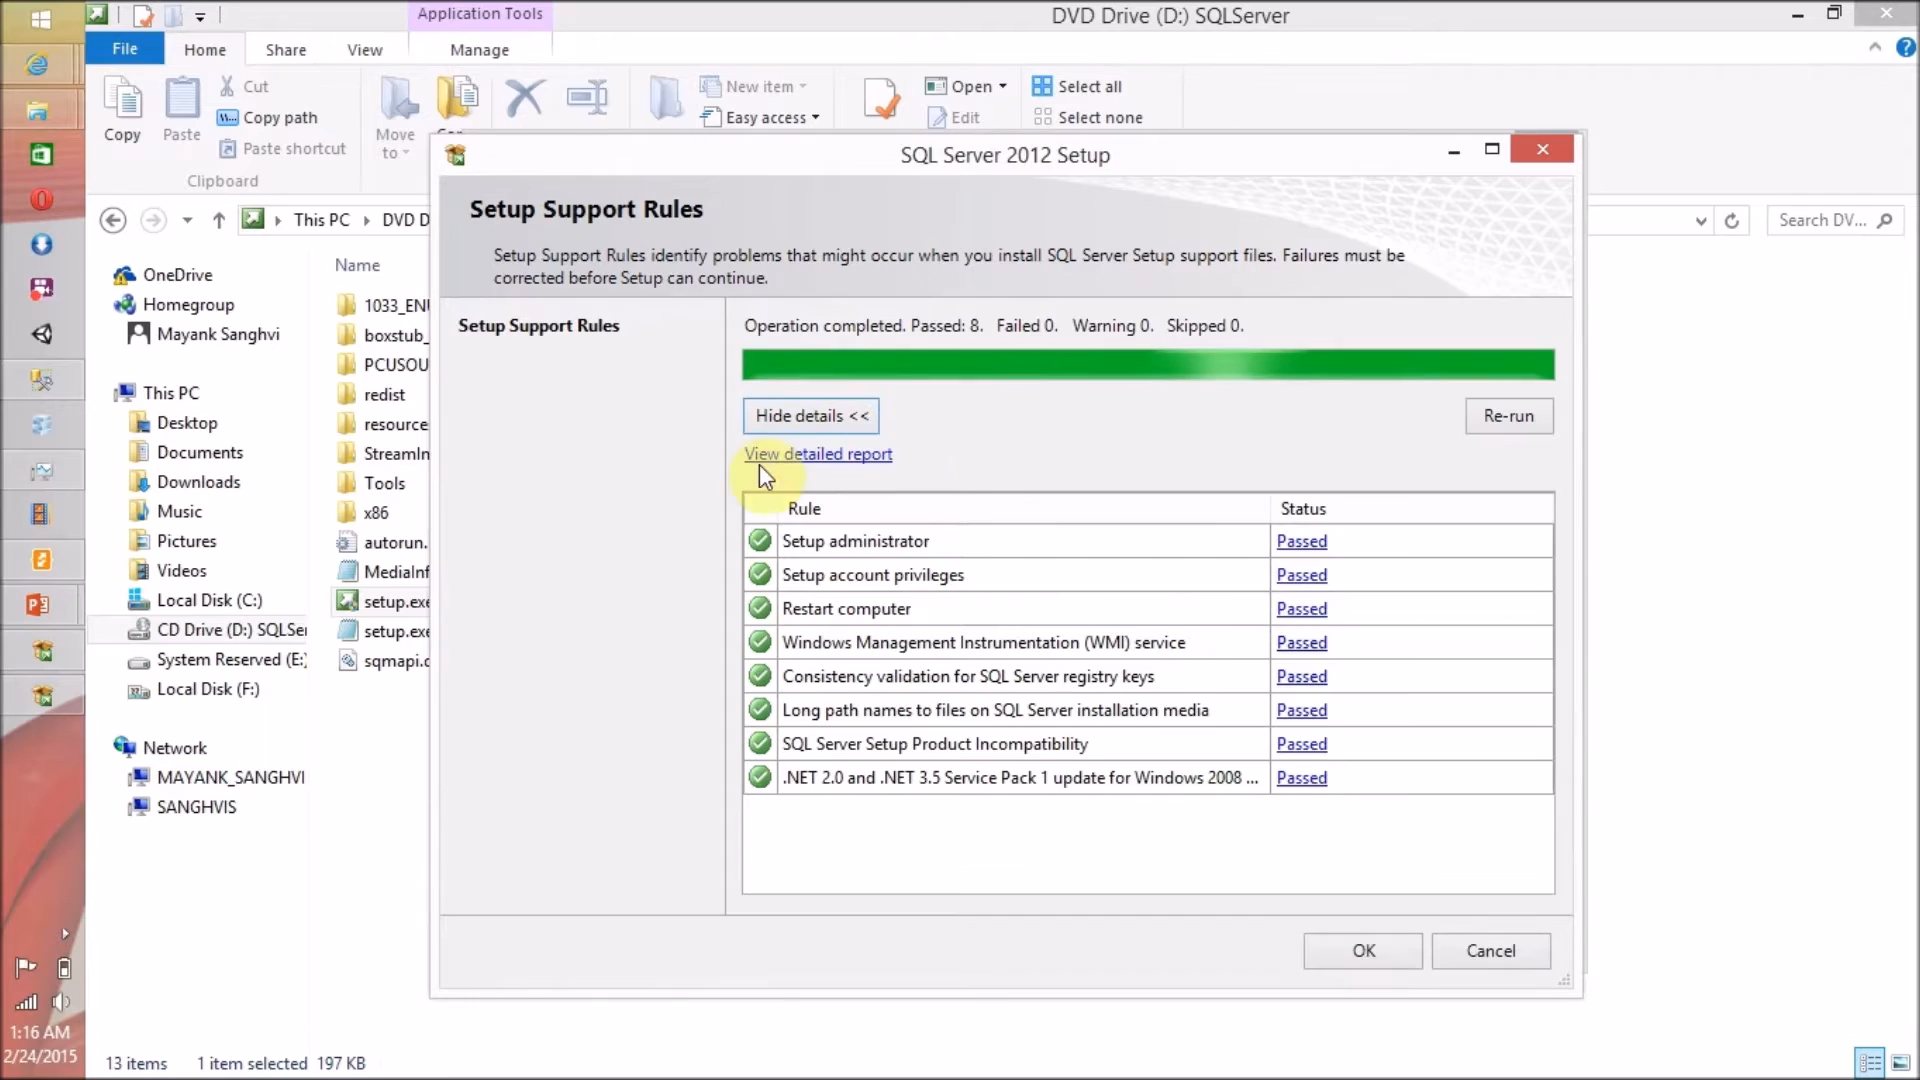 Application Tools
DVD Drive (D:) SQLServer
File
Home
Share
View
Manage
Copy
Paste
Cut
Copy path
Paste shortcut
Clipboard
Move
to
New item
Easy access
Open
Edit
Select all
Select none
This PC
DVD D
Search DV...
OneDrive
Homegroup
Mayank Sanghvi
This PC
Desktop
Documents
Downloads
Music
Pictures
Videos
Local Disk (C:)
CD Drive (D:) SQLSer
System Reserved (E:)
Local Disk (F:)
Network
MAYANK_SANGHVI
SANGHVIS
Name
1033_ENU
boxstub_
PCUSOU
redist
resource
StreamIn
Tools
x86
autorun.
MediaInf
setup.exe
setup.exe
SQL Server 2012 Setup
Setup Support Rules
Setup Support Rules identify problems that might occur when you install SQL Server Setup support files. Failures must be
corrected before Setup can continue.
Setup Support Rules
Operation completed. Passed: 8. Failed 0. Warning 0. Skipped 0.
Hide details <<
Re-run
View detailed report
Rule Status
Setup administrator Passed
Setup account privileges Passed
Restart computer Passed
Windows Management Instrumentation (WMI) service Passed
Consistency validation for SQL Server registry keys Passed
Long path names to files on SQL Server installation media Passed
SQL Server Setup Product Incompatibility Passed
.NET 2.0 and .NET 3.5 Service Pack 1 update for Windows 2008 ... Passed
OK
Cancel
1:16 AM
2/24/2015
13 items
1 item selected 197 KB